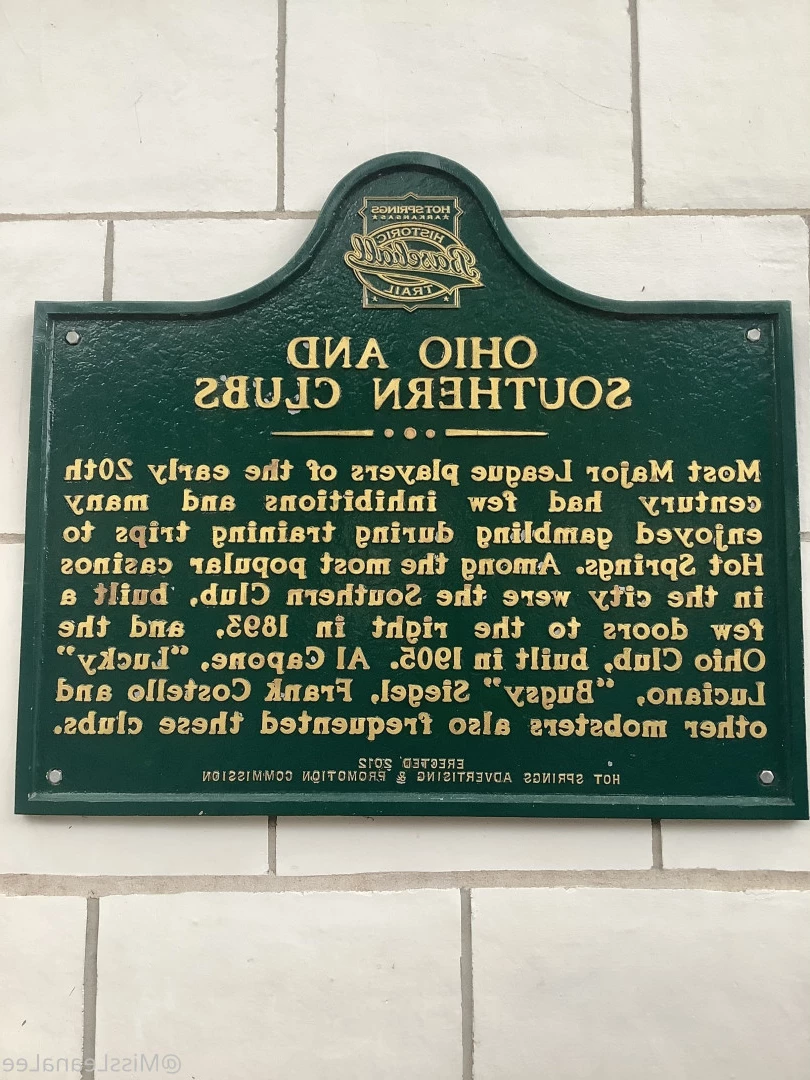 HOT SPRINGS
ARKANSAS
HISTORIC
Baseball
TRAIL
OHIO AND
SOUTHERN CLUBS
Most Major League players of the early 20th
century had few inhibitions and many
enjoyed gambling during training trips to
Hot Springs. Among the most popular casinos
in the city were the Southern Club, built a
few doors to the right in 1893, and the
Ohio Club, built in 1905. Al Capone, "Lucky"
Luciano, "Bugsy" Siegel, Frank Costello and
other mobsters also frequented these clubs.
ERECTED 2012
HOT SPRINGS ADVERTISING & PROMOTION COMMISSION
@MissLeanaLee